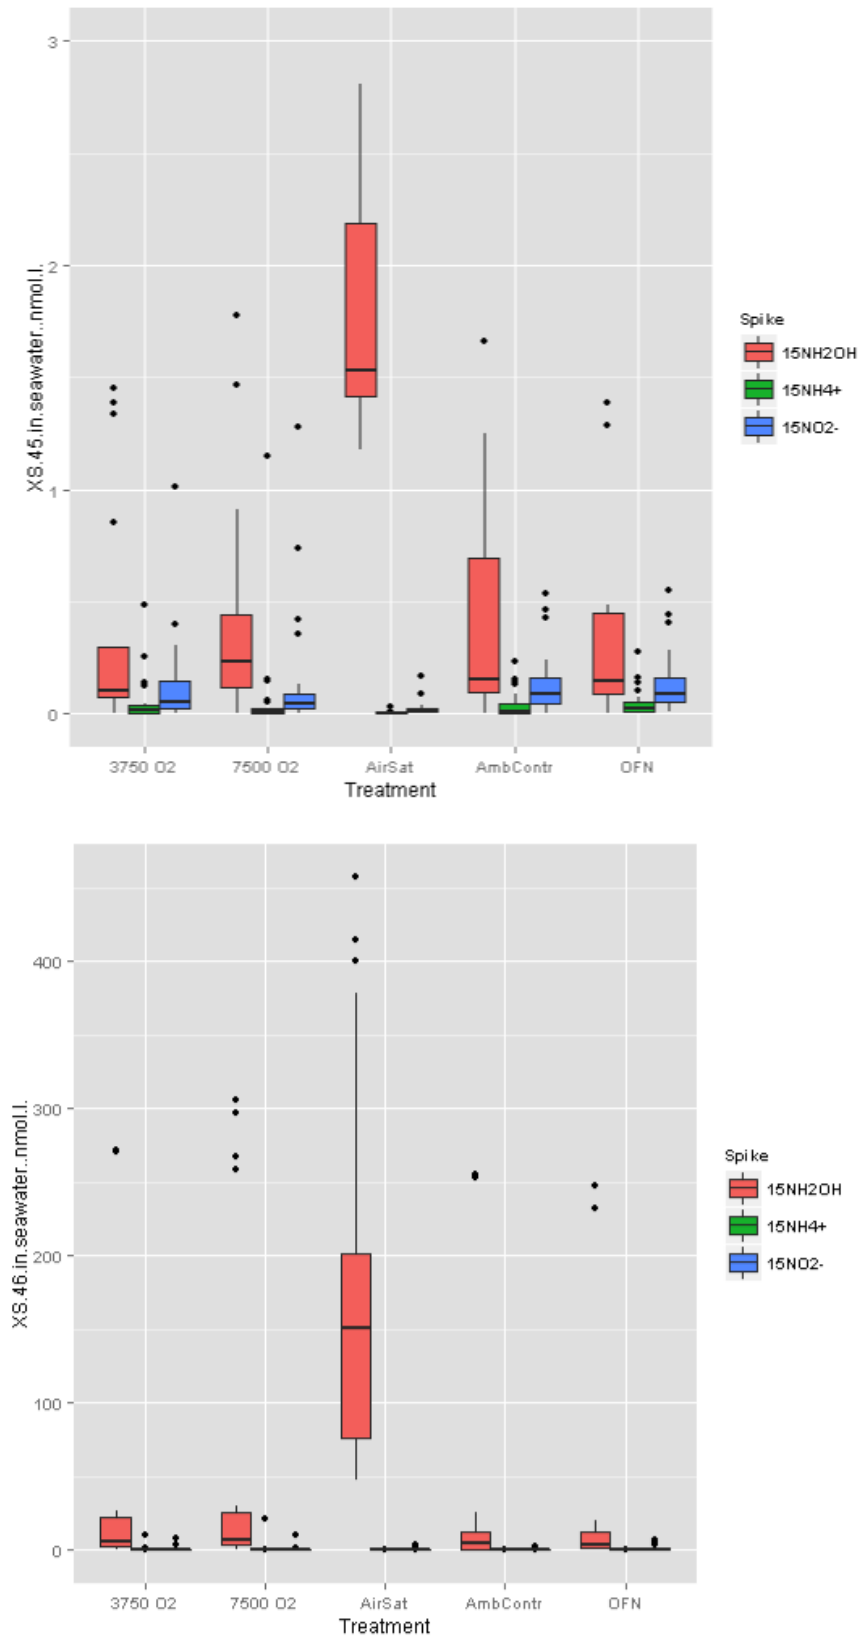 3
2
1
0
XS.45.in.seawater..nmol.l.
3750 O2 7500 O2 AirSat AmbContr OFN
Treatment
Spike
15NH2OH
15NH4+
15NO2-
400
300
200
100
0
XS.46.in.seawater..nmol.l.
3750 O2 7500 O2 AirSat AmbContr OFN
Treatment
Spike
15NH2OH
15NH4+
15NO2-